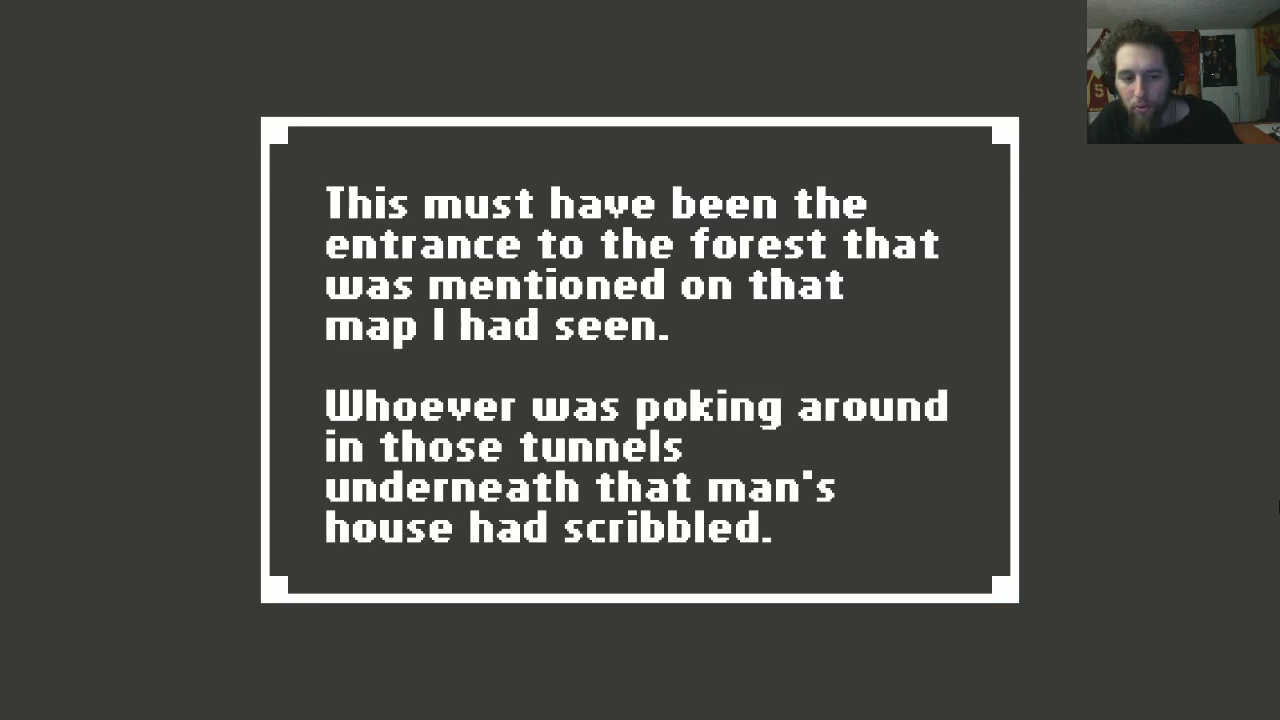 This must have been the
entrance to the forest that
was mentioned on that
map I had seen.
Whoever was poking around
in those tunnels
underneath that man's
house had scribbled.
5